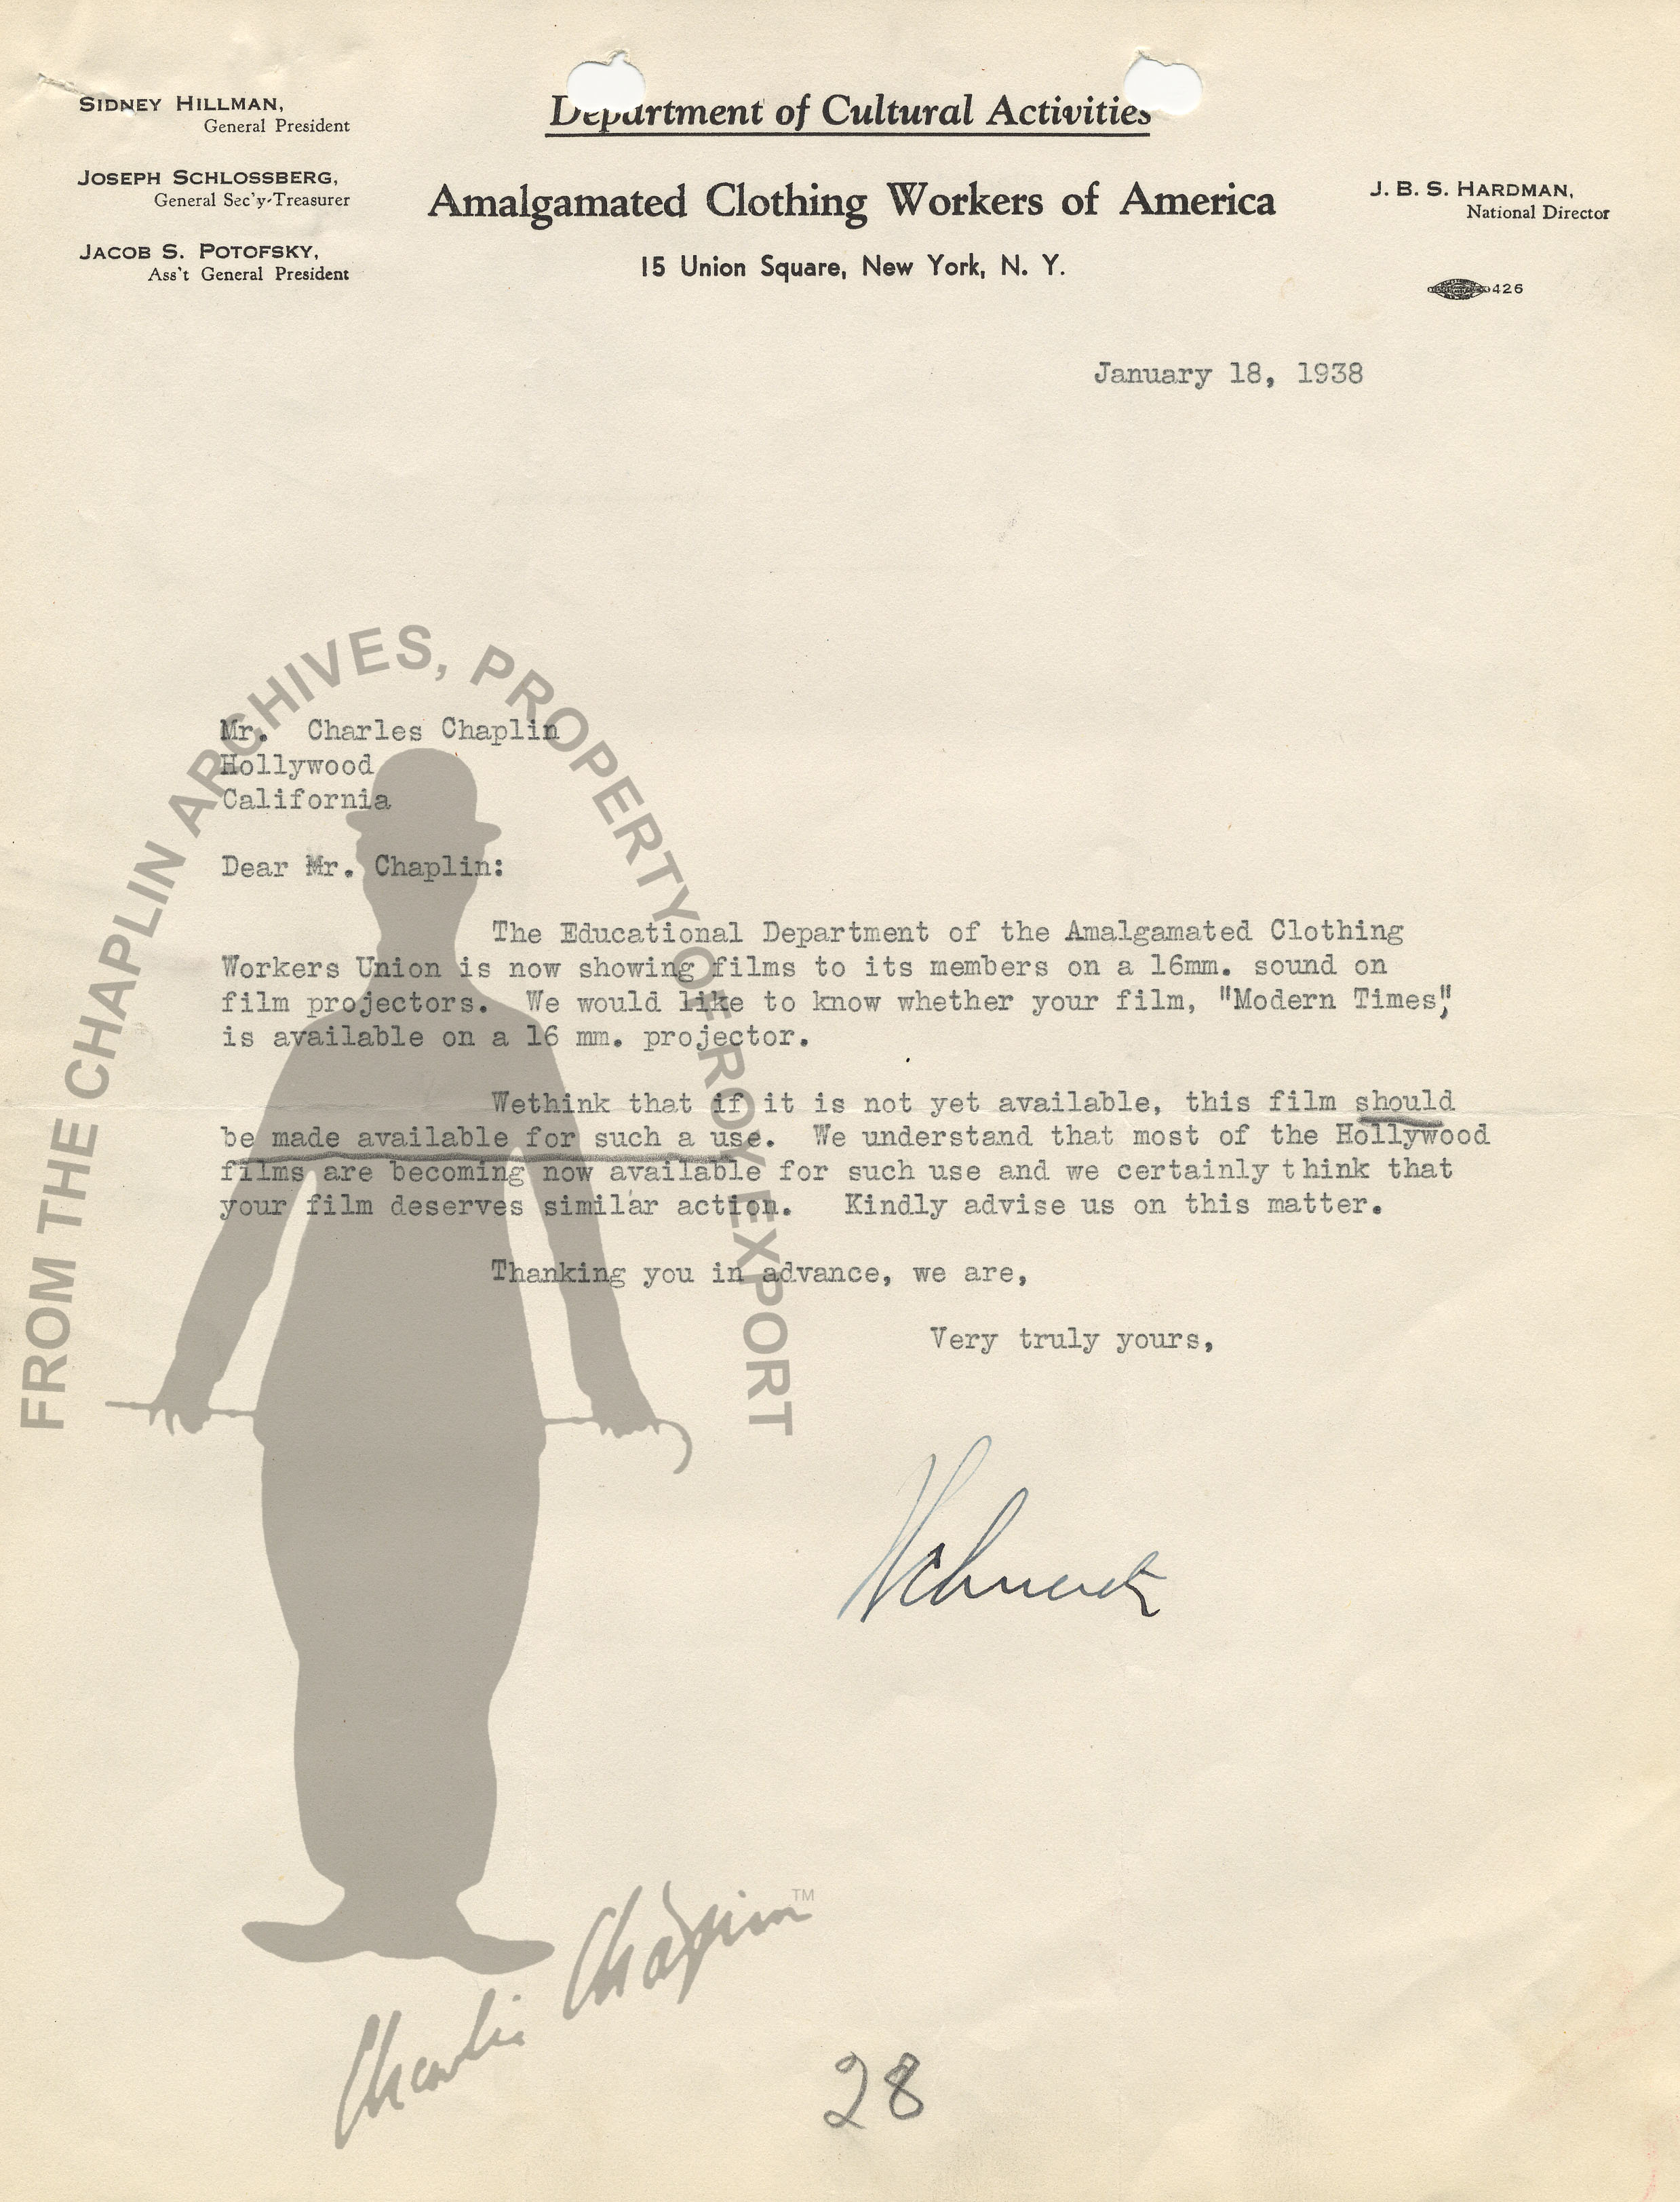 SIDNEY HILLMAN,
General President
JOSEPH SCHLOSSBERG,
General Sec'y-Treasurer
JACOB S. POTOFSKY,
Ass't General President
Department of Cultural Activities
Amalgamated Clothing Workers of America
15 Union Square, New York, N. Y.
J. B. S. HARDMAN,
National Director
426
January 18, 1938
Mr. Charles Chaplin
Hollywood
California
Dear Mr. Chaplin:
The Educational Department of the Amalgamated Clothing
Workers Union is now showing films to its members on a 16mm. sound on
film projectors. We would like to know whether your film, "Modern Times",
is available on a 16 mm. projector.
Wethink that if it is not yet available, this film should
be made available for such a use. We understand that most of the Hollywood
films are becoming now available for such use and we certainly think that
your film deserves similar action. Kindly advise us on this matter.
Thanking you in advance, we are,
Very truly yours,
28
FROM THE CHAPLIN ARCHIVES, PROPERTY OF ROY EXPORT
Charlie Chaplin TM